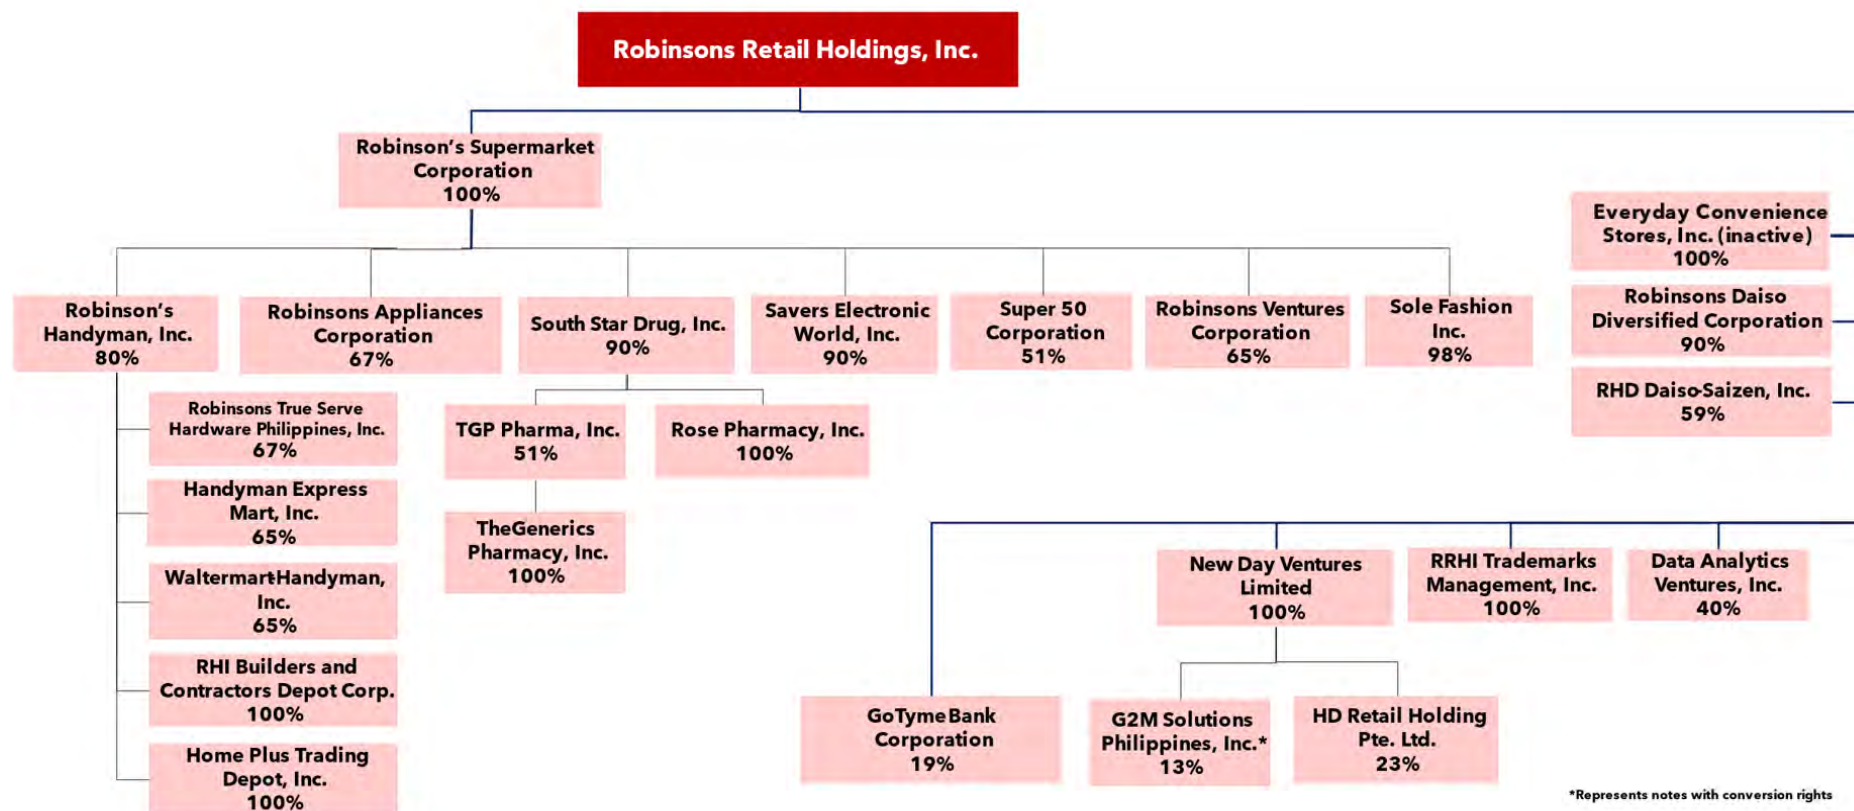 Robinsons Retail Holdings, Inc.
Robinson's Supermarket
Corporation
100%
Everyday Convenience
Stores, Inc. (inactive)
100%
Robinson's
Handyman, Inc.
80%
Robinsons Appliances
Corporation
67%
South Star Drug, Inc.
90%
Savers Electronic
World, Inc.
90%
Super 50
Corporation
51%
Robinsons Ventures
Corporation
65%
Sole Fashion
Inc.
98%
Robinsons Daiso
Diversified Corporation
90%
RHD Daiso-Saizen, Inc.
59%
Robinsons True Serve
Hardware Philippines, Inc.
67%
TGP Pharma, Inc.
51%
Rose Pharmacy, Inc.
100%
Handyman Express
Mart, Inc.
65%
TheGenerics
Pharmacy, Inc.
100%
Waltermart-Handyman,
Inc.
65%
New Day Ventures
Limited
100%
RRHI Trademarks
Management, Inc.
100%
Data Analytics
Ventures, Inc.
40%
RHI Builders and
Contractors Depot Corp.
100%
GoTyme Bank
Corporation
19%
G2M Solutions
Philippines, Inc.*
13%
HD Retail Holding
Pte. Ltd.
23%
Home Plus Trading
Depot, Inc.
100%
*Represents notes with conversion rights